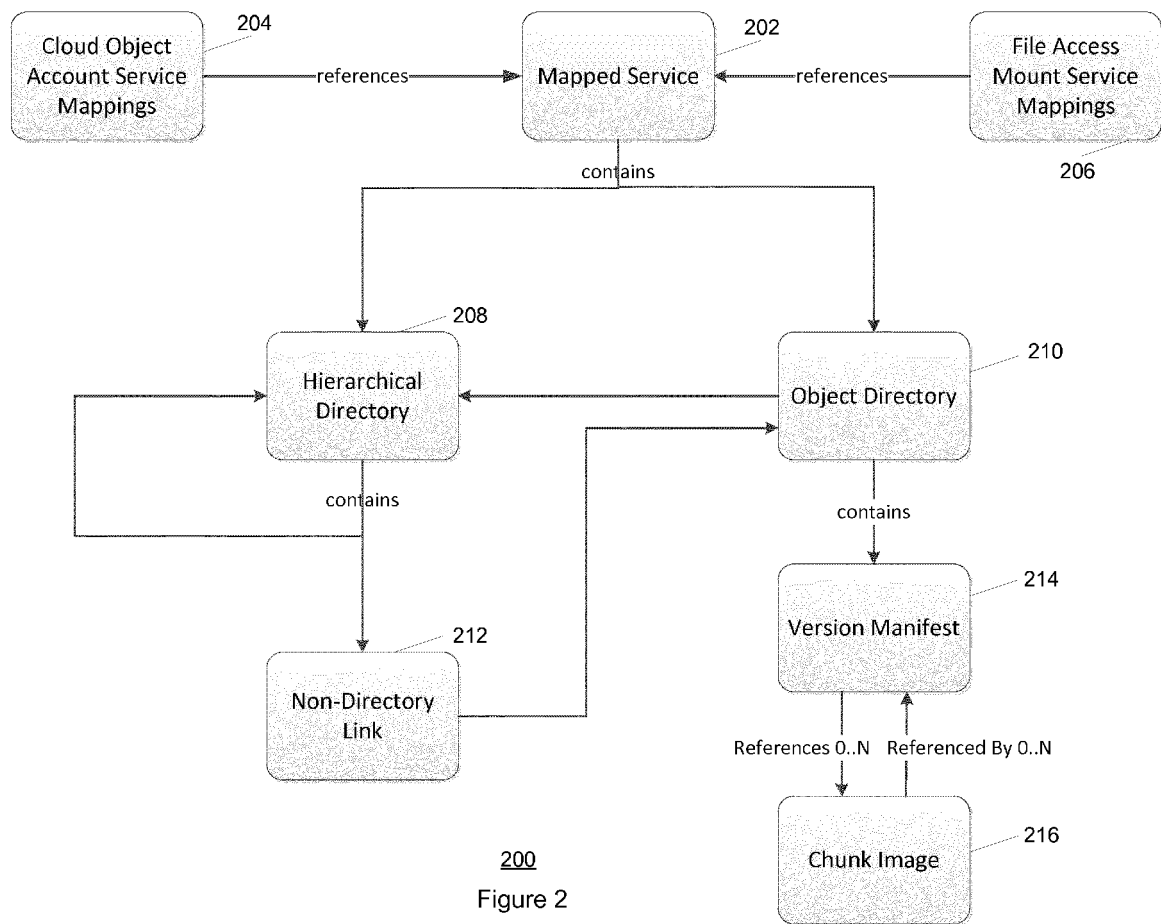 204
Cloud Object
Account Service
Mappings
references
202
Mapped Service
references
File Access
Mount Service
Mappings
206
contains
208
Hierarchical
Directory
210
Object Directory
contains
contains
212
Non-Directory
Link
214
Version Manifest
References 0..N
Referenced By 0..N
216
Chunk Image
200
Figure 2